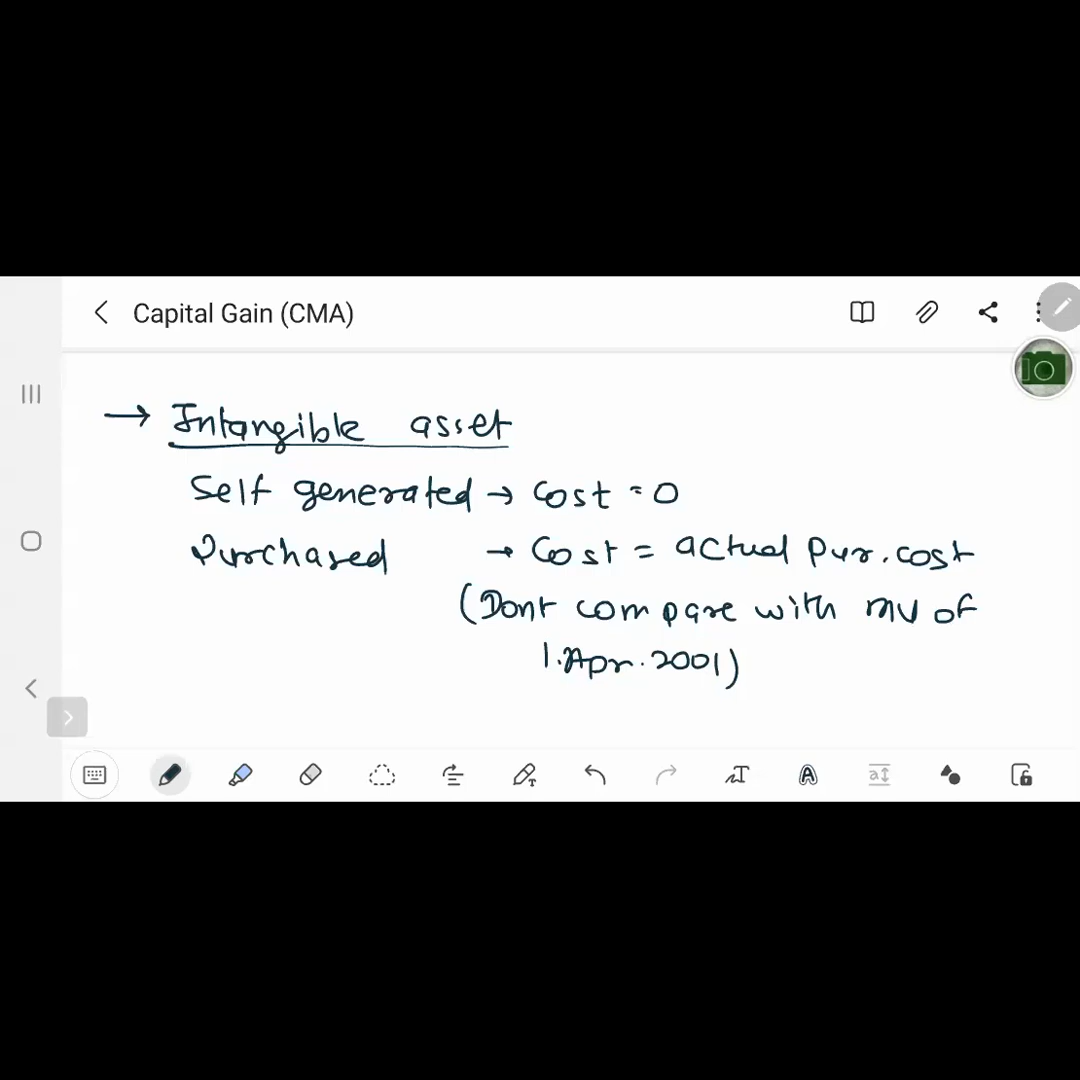 Capital Gain (CMA)
→ Intangible asset
Self generated → Cost = 0
Purchased → Cost = actual Pur. cost
(Dont compare with mv of
1.Apr.2001)